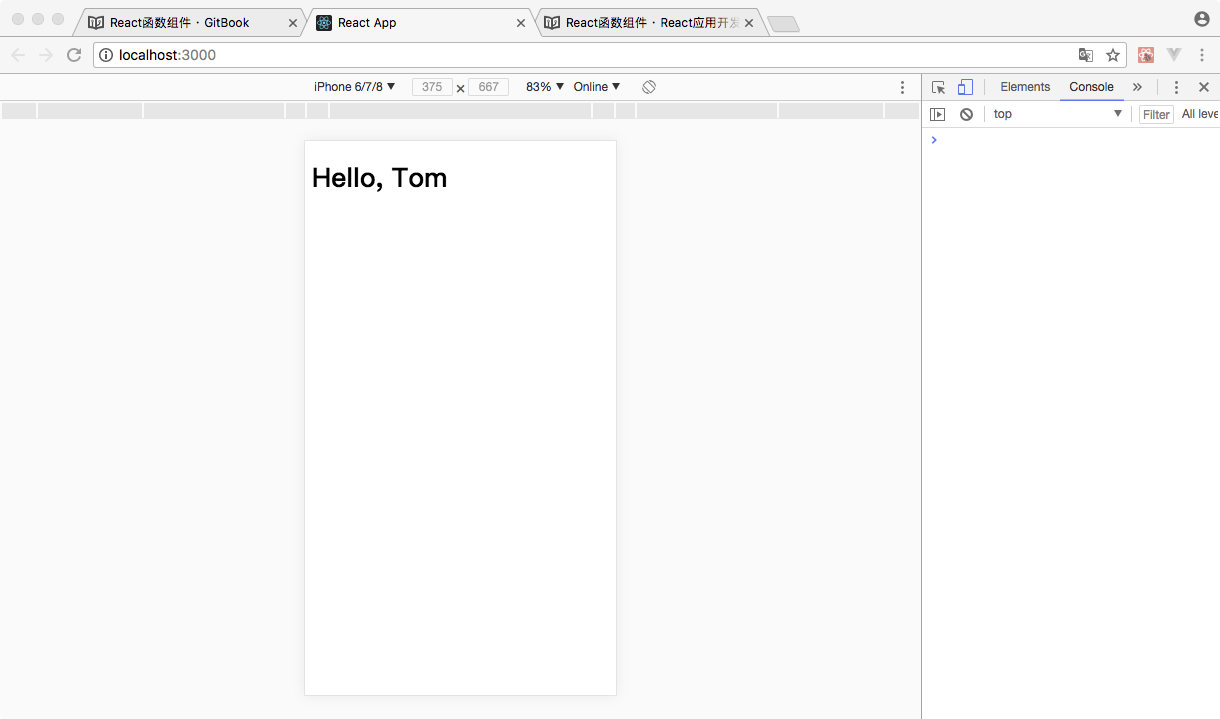 React函数组件 · GitBook
React App
React函数组件 · React应用开发
localhost:3000
iPhone 6/7/8
375 × 667
83%
Online
Elements
Console
top
Filter
All leve
Hello, Tom